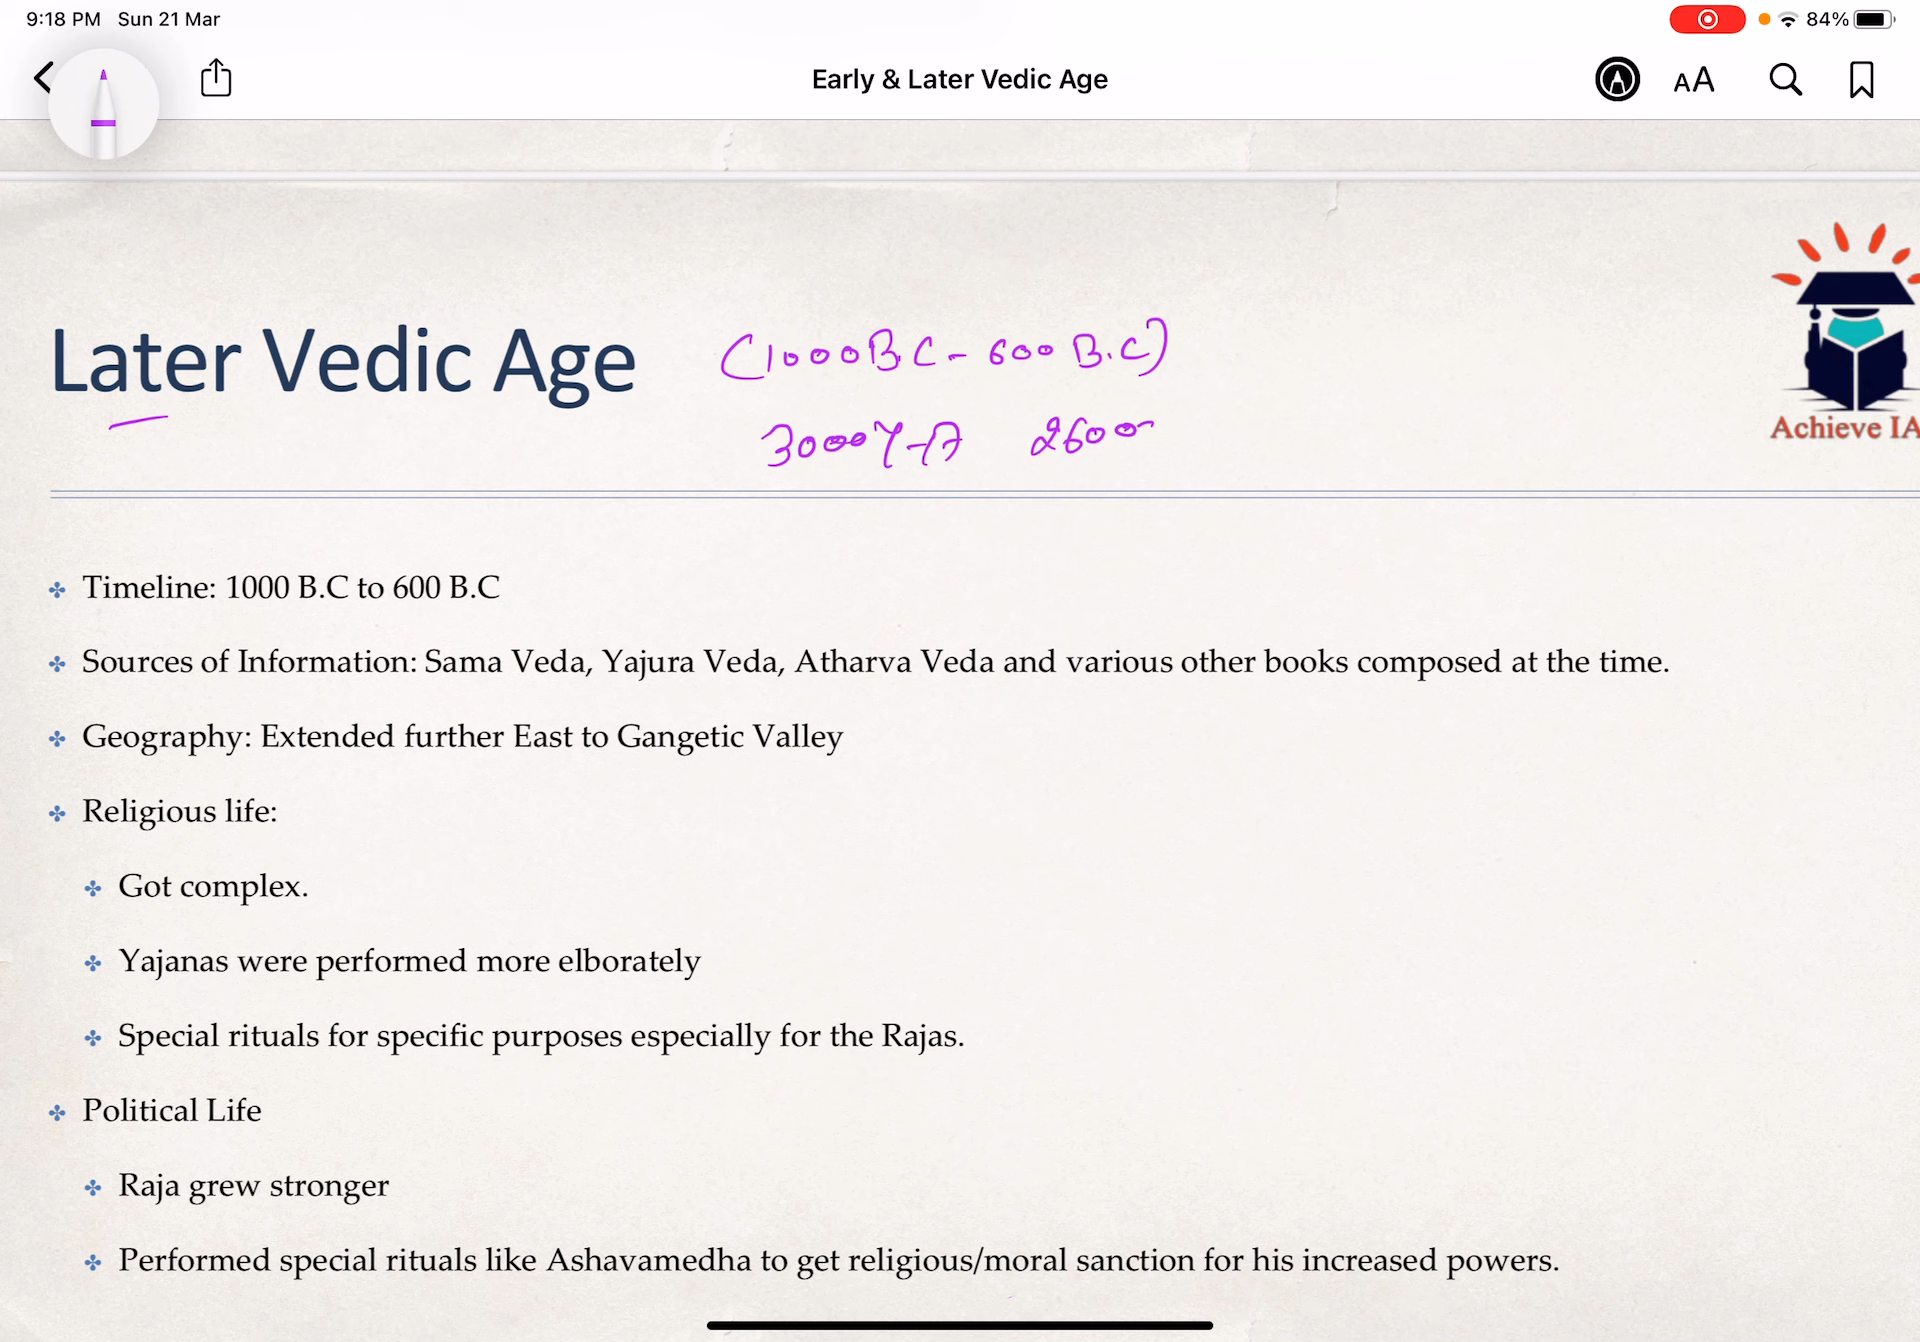 9:18 PM Sun 21 Mar
84%
Early & Later Vedic Age
AA
Later Vedic Age (1000 B.C - 600 B.C)
3000 Y-A 2600
Achieve IA
Timeline: 1000 B.C to 600 B.C
Sources of Information: Sama Veda, Yajura Veda, Atharva Veda and various other books composed at the time.
Geography: Extended further East to Gangetic Valley
Religious life:
Got complex.
Yajanas were performed more elborately
Special rituals for specific purposes especially for the Rajas.
Political Life
Raja grew stronger
Performed special rituals like Ashavamedha to get religious/moral sanction for his increased powers.